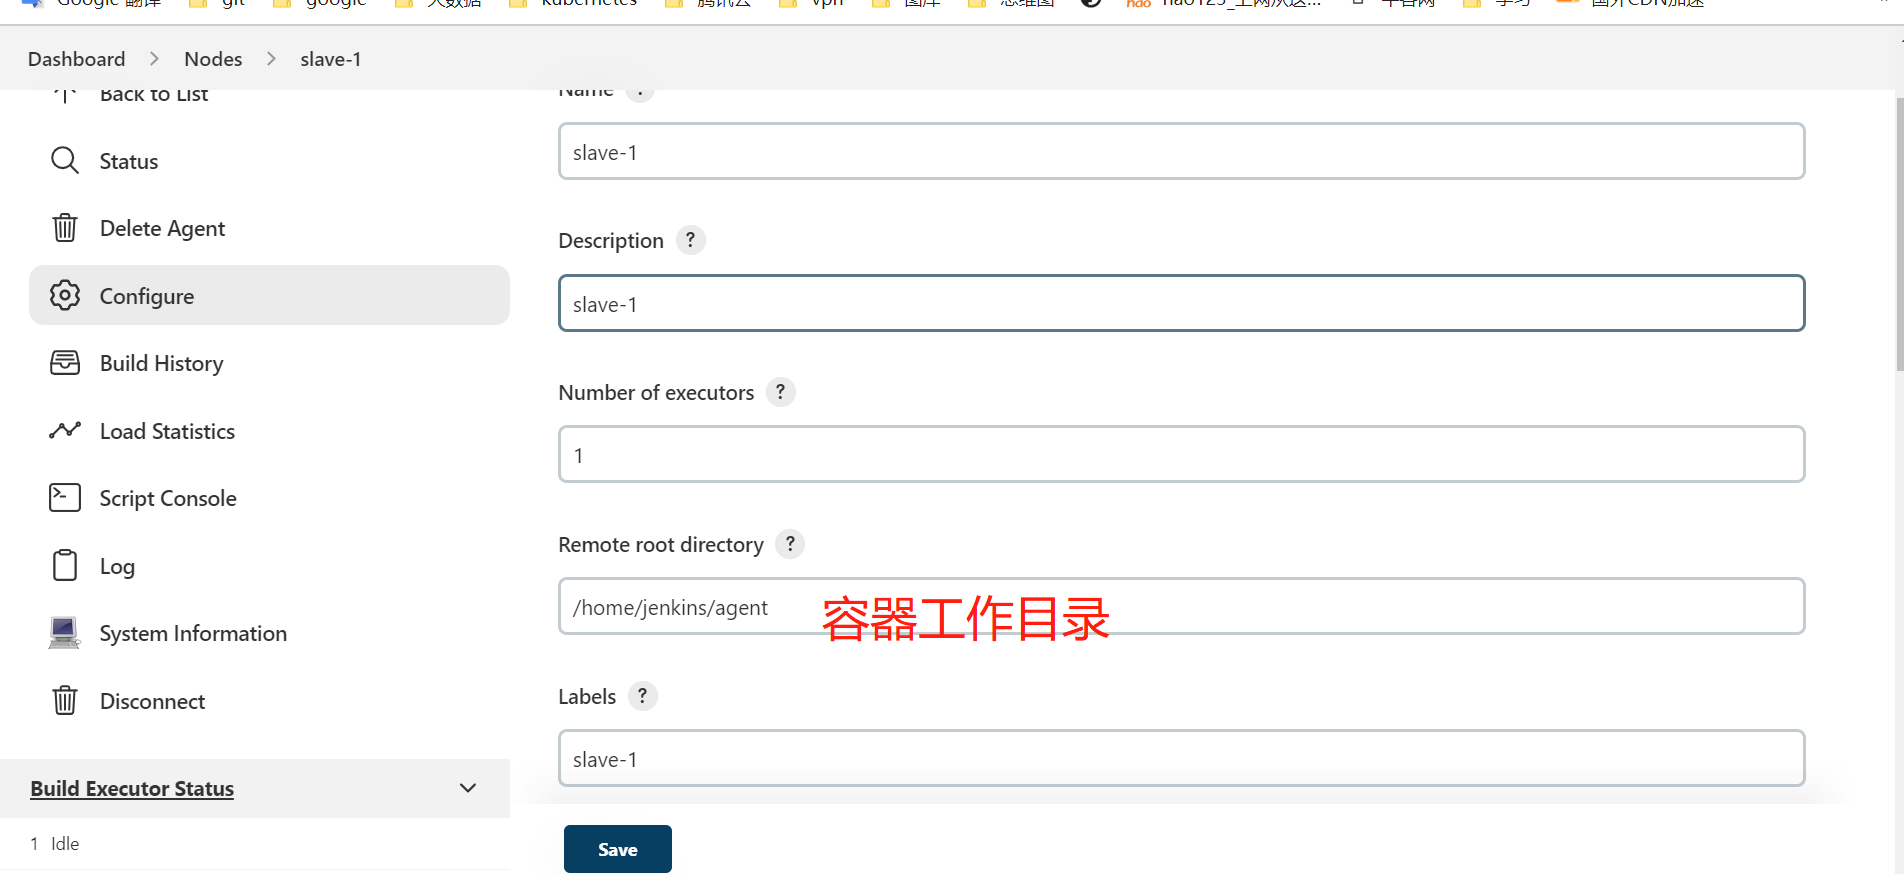 Google 翻译 git google 大数据 kubernetes 腾讯云 vpn 图库 思维图 hao123_上网从这... 牛客网 学习 国外CDN加速
Dashboard > Nodes > slave-1
Back to List
Status
Delete Agent
Configure
Build History
Load Statistics
Script Console
Log
System Information
Disconnect
Build Executor Status
1 Idle
Name ?
slave-1
Description ?
slave-1
Number of executors ?
1
Remote root directory ?
/home/jenkins/agent 容器工作目录
Labels ?
slave-1
Save